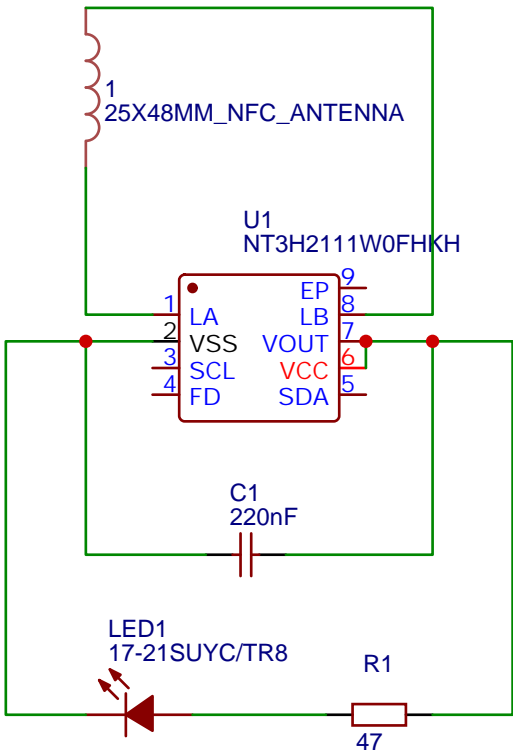 1
25X48MM_NFC_ANTENNA
U1
NT3H2111W0FHKH
EP 9
1 LA LB 8
2 VSS VOUT 7
3 SCL VCC 6
4 FD SDA 5
C1
220nF
LED1
17-21SUYC/TR8
R1
47